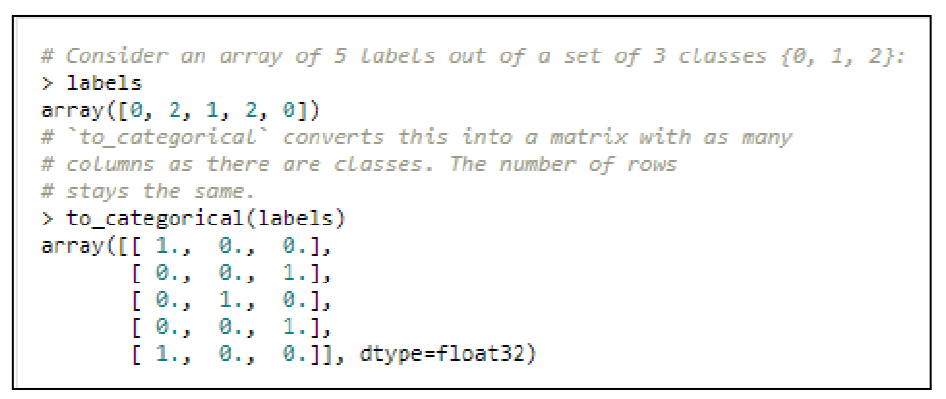 # Consider an array of 5 labels out of a set of 3 classes {0, 1, 2}:
> labels
array([0, 2, 1, 2, 0])
# `to_categorical` converts this into a matrix with as many
# columns as there are classes. The number of rows
# stays the same.
> to_categorical(labels)
array([[ 1.,  0.,  0.],
       [ 0.,  0.,  1.],
       [ 0.,  1.,  0.],
       [ 0.,  0.,  1.],
       [ 1.,  0.,  0.]], dtype=float32)